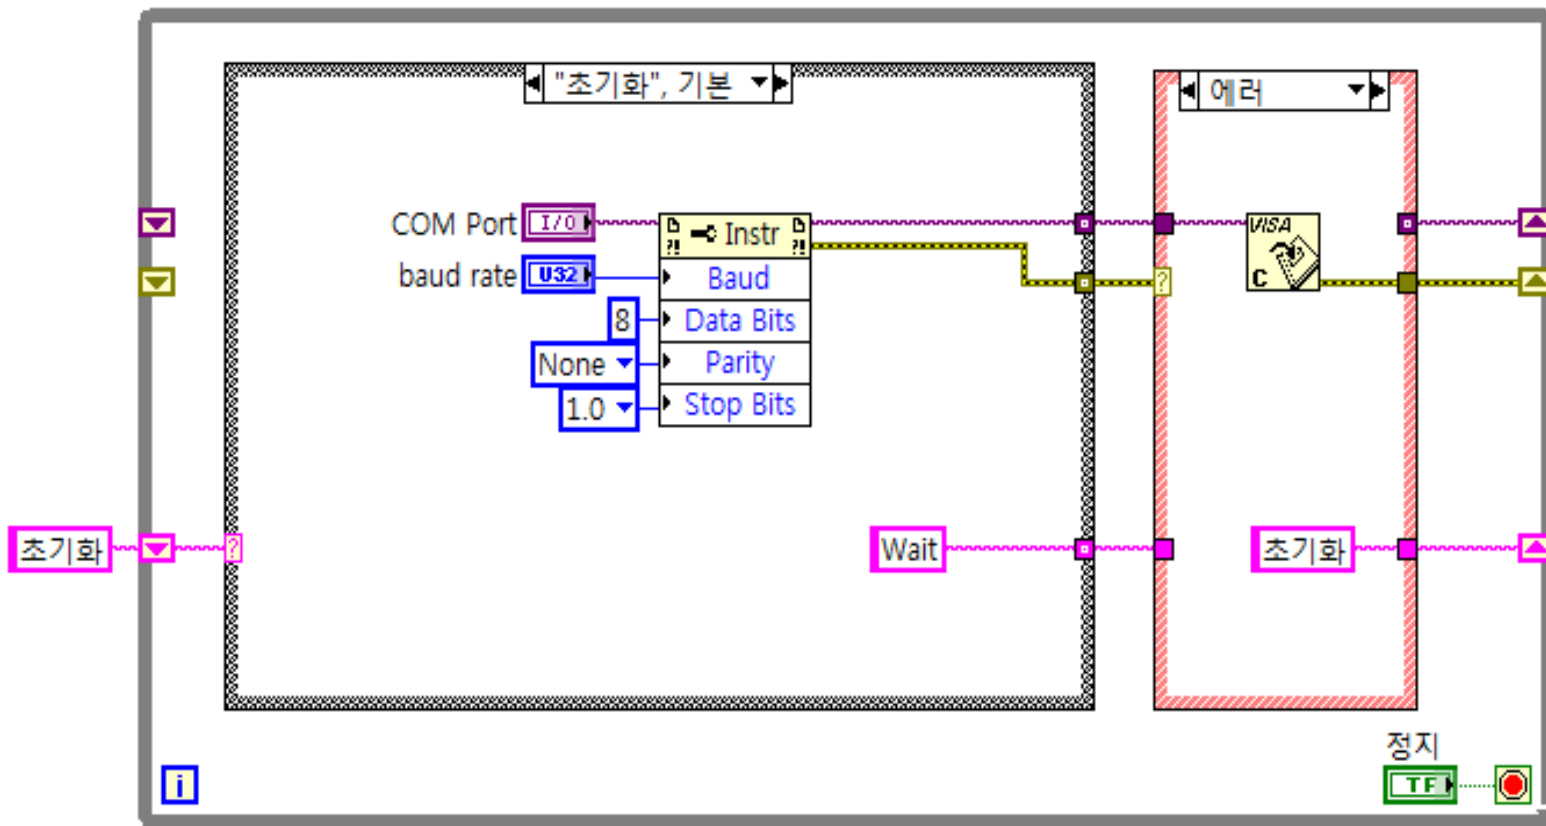 "초기화", 기본
에러
COM Port
I/O
Instr
VISA
C
baud rate
U32
Baud
8
Data Bits
None
Parity
1.0
Stop Bits
초기화
?
Wait
초기화
?
정지
i
TF